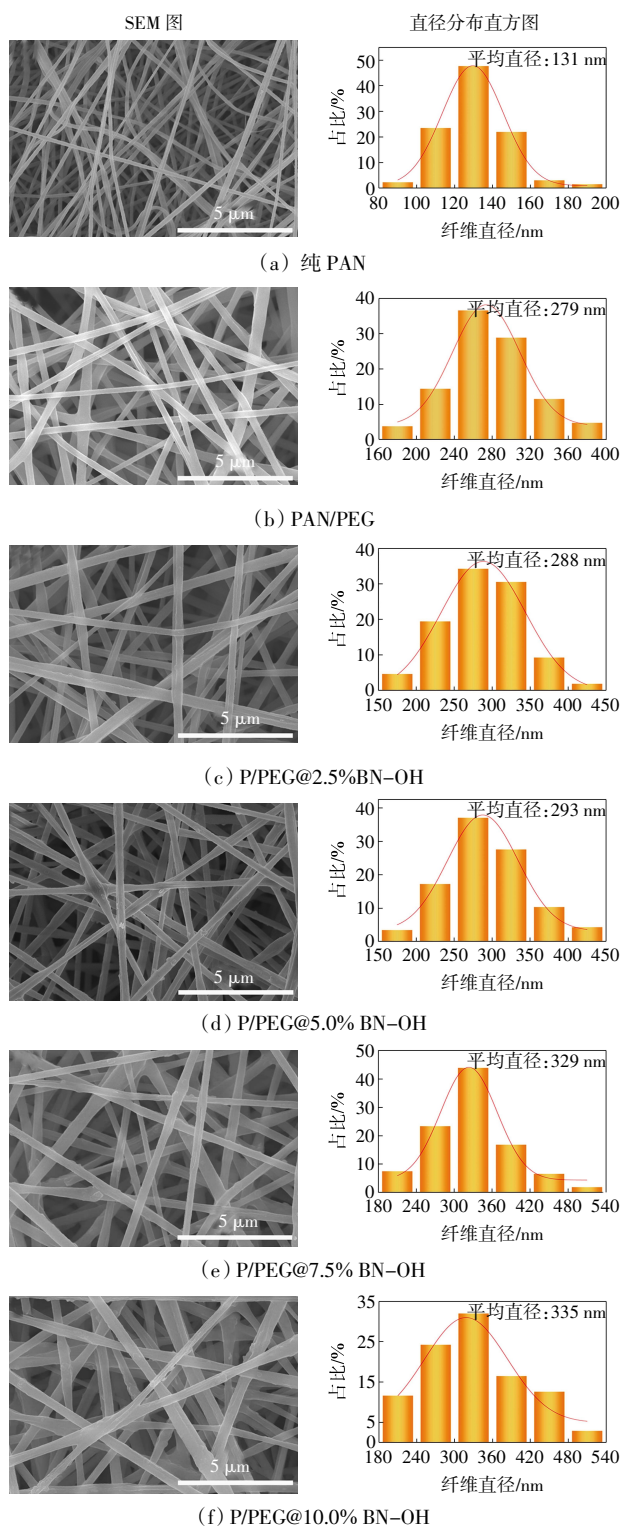 SEM 图
直径分布直方图
5 μm
占比/%
50
40
30
20
10
0
平均直径:131 nm
80 100 120 140 160 180 200
纤维直径/nm
(a) 纯 PAN
5 μm
占比/%
40
30
20
10
0
平均直径:279 nm
160 200 240 280 320 360 400
纤维直径/nm
(b) PAN/PEG
5 μm
占比/%
40
30
20
10
0
平均直径:288 nm
150 200 250 300 350 400 450
纤维直径/nm
(c) P/PEG@2.5%BN-OH
5 μm
占比/%
40
30
20
10
0
平均直径:293 nm
150 200 250 300 350 400 450
纤维直径/nm
(d) P/PEG@5.0% BN-OH
5 μm
占比/%
50
40
30
20
10
0
平均直径:329 nm
180 240 300 360 420 480 540
纤维直径/nm
(e) P/PEG@7.5% BN-OH
5 μm
占比/%
35
25
15
5
0
平均直径:335 nm
180 240 300 360 420 480 540
纤维直径/nm
(f) P/PEG@10.0% BN-OH